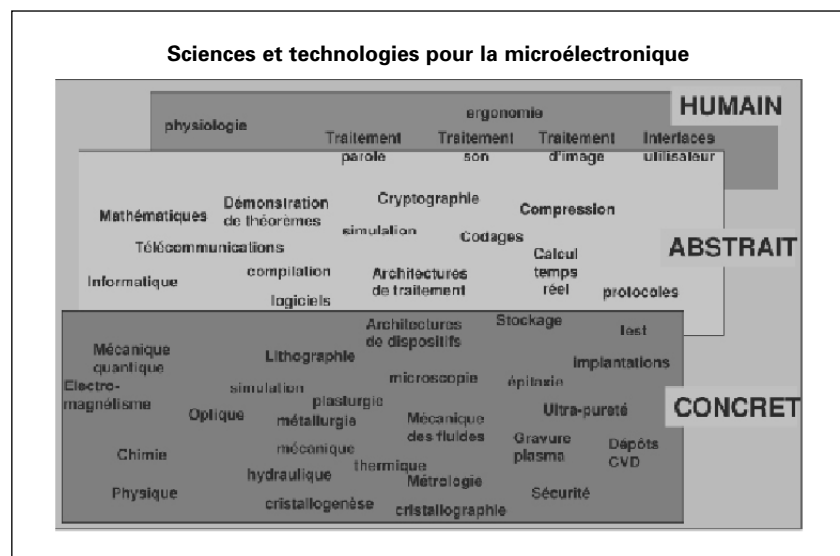 Sciences et technologies pour la microélectronique
HUMAIN
ergonomie
physiologie
Traitement
parole
Traitement
son
Traitement
d'image
Interfaces
utilisateur
ABSTRAIT
Cryptographie
Démonstration
de théorèmes
Compression
Mathématiques
simulation
Codages
Télécommunications
Calcul
temps
réel
compilation
Architectures
de traitement
Informatique
protocoles
logiciels
CONCRET
Architectures
de dispositifs
Stockage
test
Mécanique
quantique
Lithographie
Implantations
microscopie
épitaxie
Electro-
magnétisme
simulation
plasturgie
Optique
métallurgie
Mécanique
des fluides
Ultra-pureté
Gravure
plasma
Dépôts
CVD
Chimie
mécanique
thermique
hydraulique
Métrologie
Physique
Sécurité
cristallogenèse
cristallographie